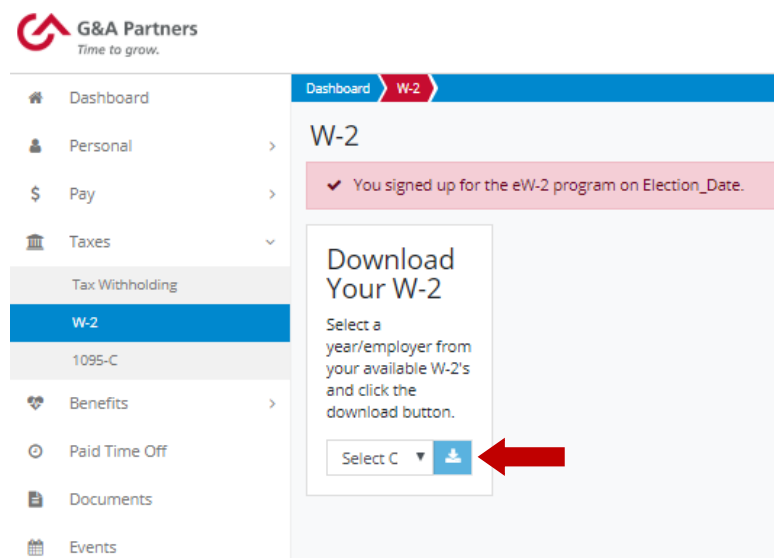 G&A Partners
Time to grow.
Dashboard
Personal
Pay
Taxes
Tax Withholding
W-2
1095-C
Benefits
Paid Time Off
Documents
Events
Dashboard W-2
W-2
You signed up for the eW-2 program on Election_Date.
Download
Your W-2
Select a
year/employer from
your available W-2's
and click the
download button.
Select C